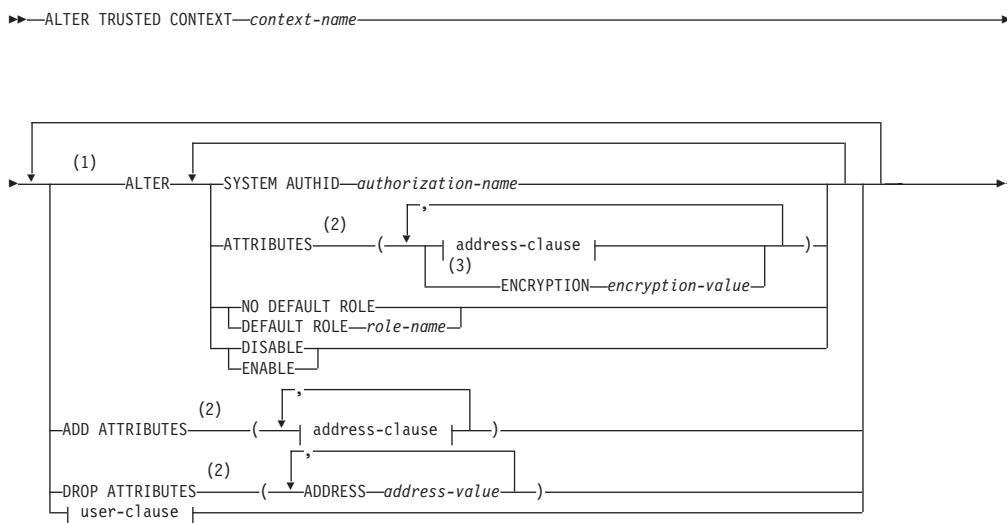 ALTER TRUSTED CONTEXT context-name
(1)
ALTER SYSTEM AUTHID authorization-name
,
(2)
ATTRIBUTES ( address-clause )
(3)
ENCRYPTION encryption-value
NO DEFAULT ROLE
DEFAULT ROLE role-name
DISABLE
ENABLE
,
(2)
ADD ATTRIBUTES ( address-clause )
,
(2)
DROP ATTRIBUTES ( ADDRESS address-value )
user-clause